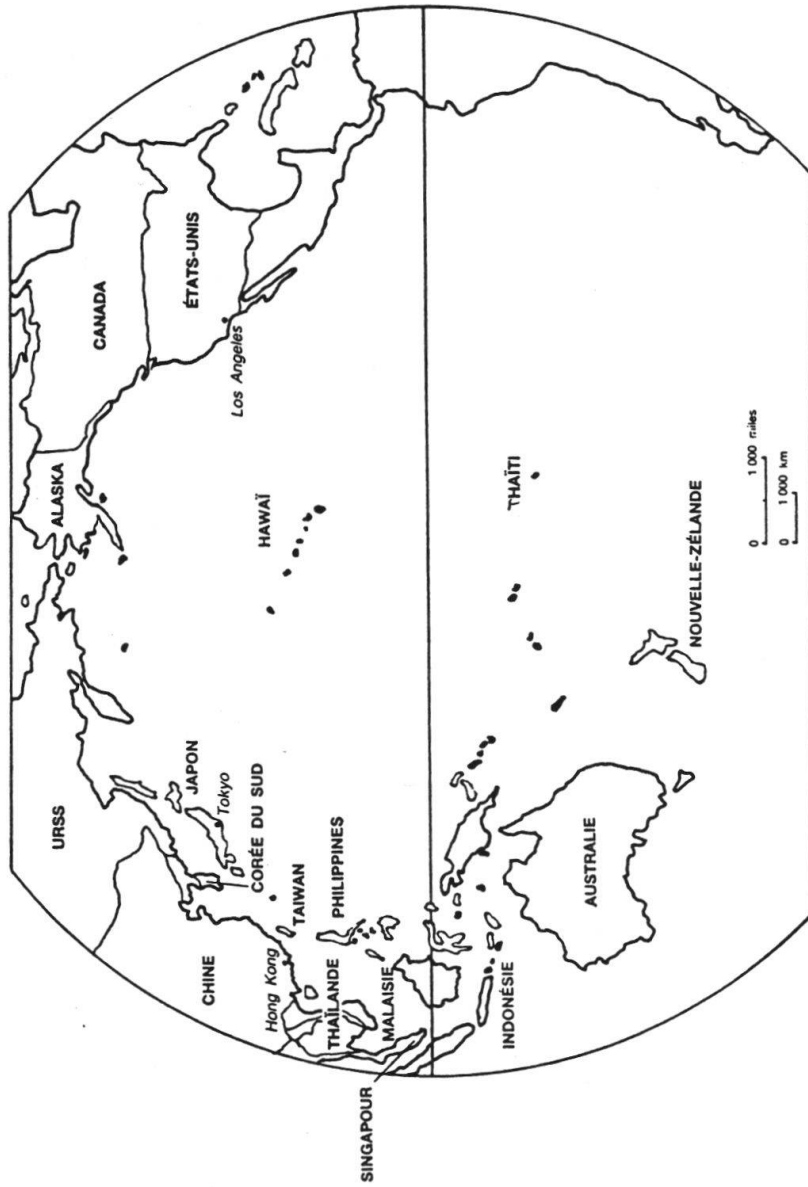 CANADA
ALASKA
URSS
ÉTATS-UNIS
Los Angeles
JAPON
Tokyo
CORÉE DU SUD
CHINE
HAWAÏ
TAIWAN
Hong Kong
PHILIPPINES
THAÏLANDE
MALAISIE
SINGAPOUR
INDONÉSIE
THAÏTI
AUSTRALIE
NOUVELLE-ZÉLANDE
0 1 000 miles
0 1 000 km